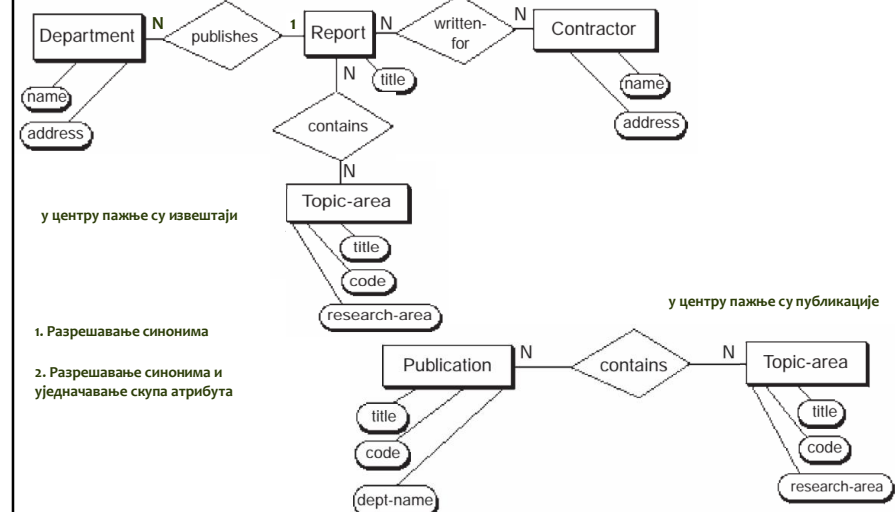 Department
N
publishes
1
Report
N
written-
for
N
Contractor
name
address
title
name
address
N
contains
N
Topic-area
title
code
research-area
у центру пажње су извештаји
1. Разрешавање синонима
2. Разрешавање синонима и
уједначавање скупа атрибута
у центру пажње су публикације
Publication
N
contains
N
Topic-area
title
code
dept-name
title
code
research-area